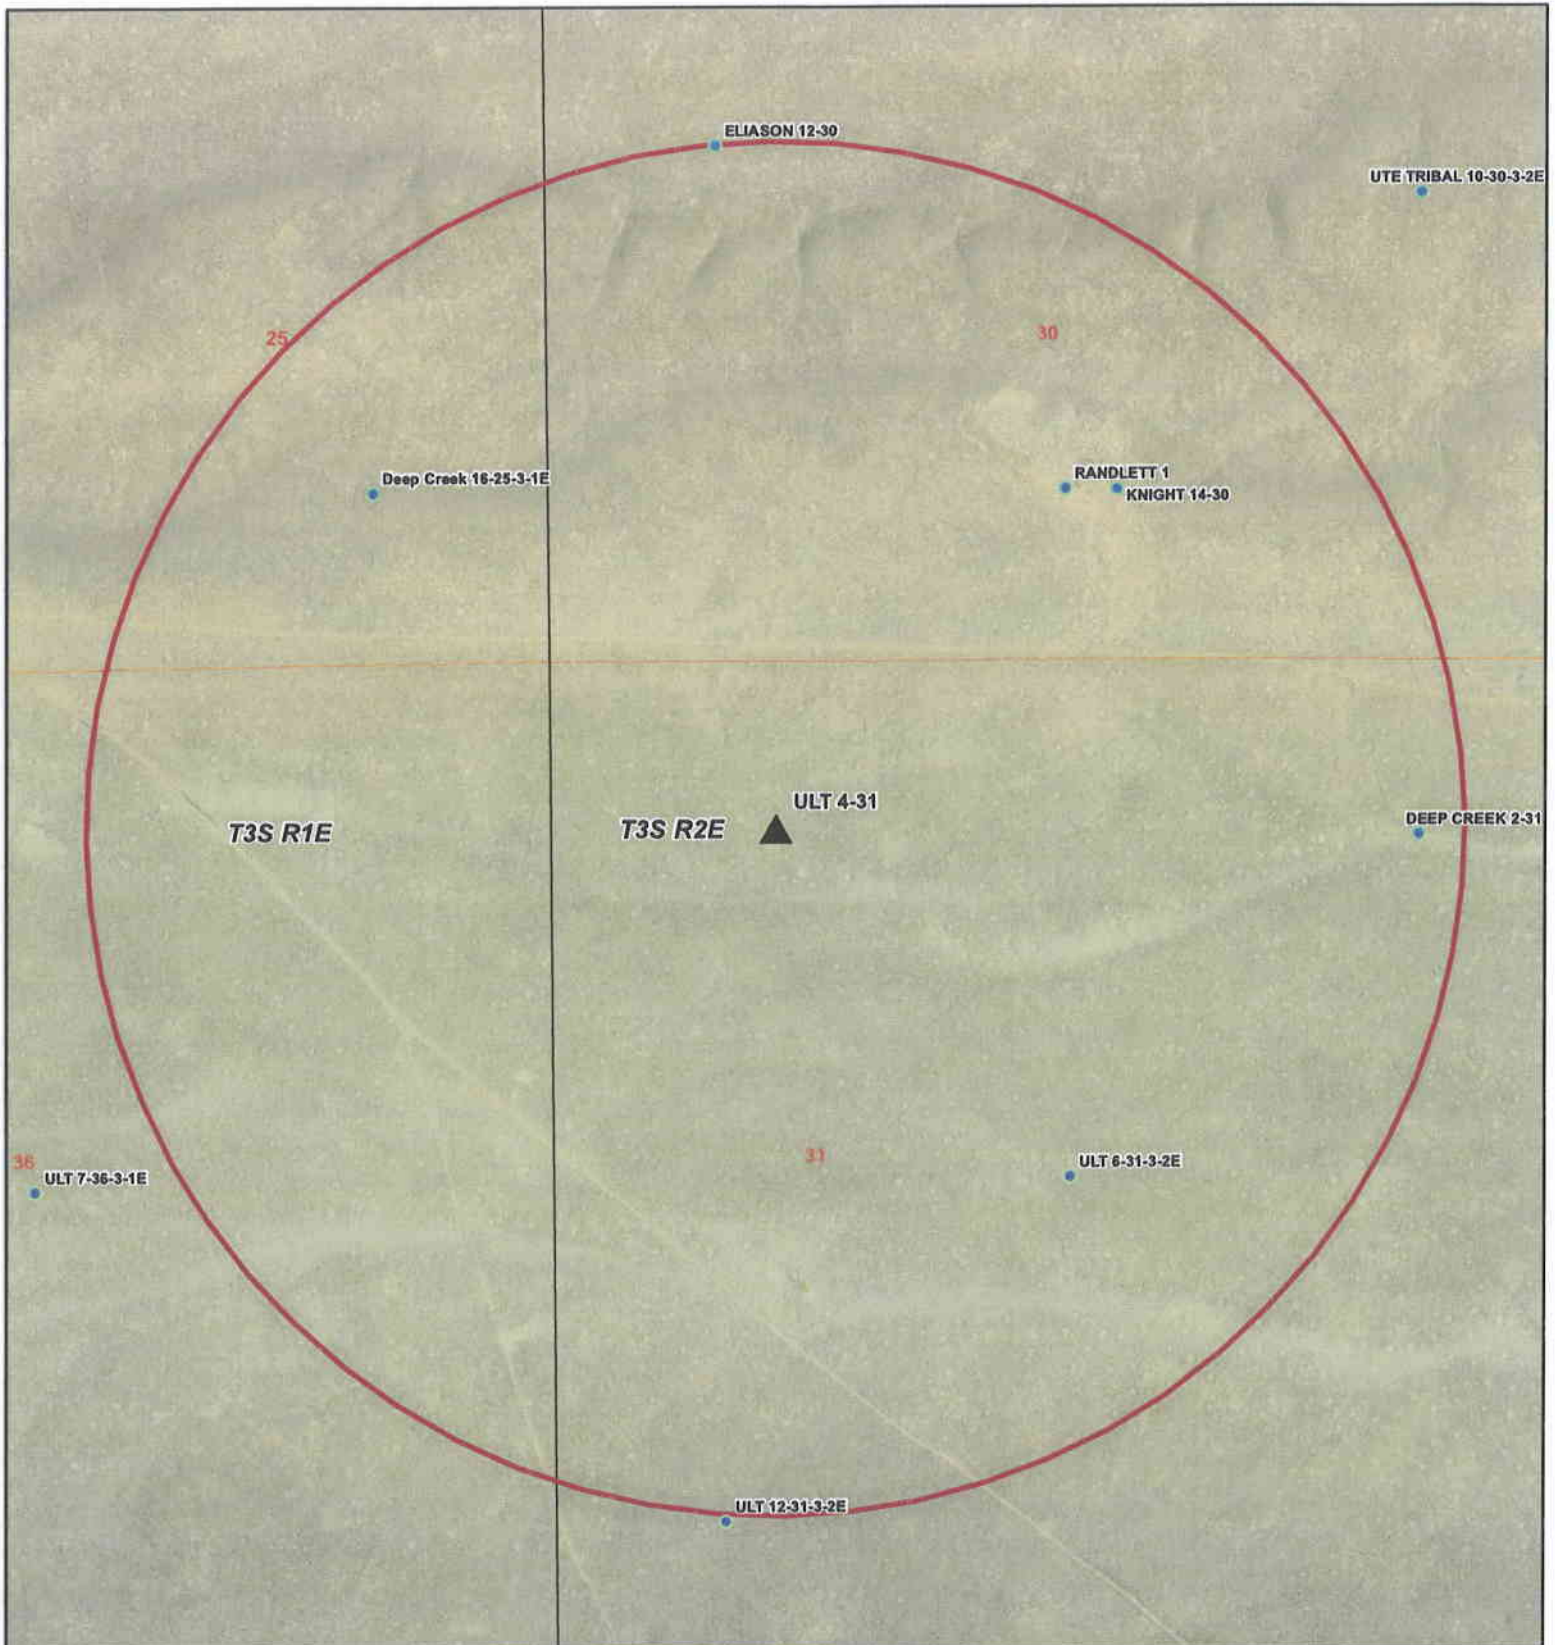 ELIASON 12-30
UTE TRIBAL 10-30-3-2E
25
30
Deep Creek 16-25-3-1E
RANDLETT 1
KNIGHT 14-30
ULT 4-31
T3S R1E
T3S R2E
DEEP CREEK 2-31
36
31
ULT 7-36-3-1E
ULT 6-31-3-2E
ULT 12-31-3-2E